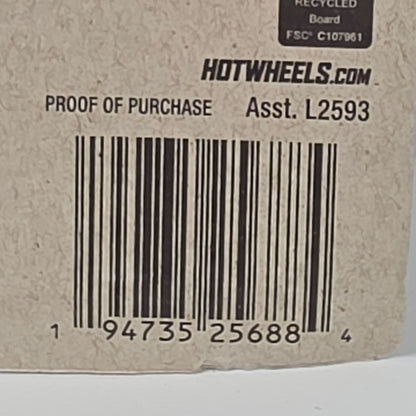 RECYCLED
Board
FSC® C107961
HOTWHEELS.COM
PROOF OF PURCHASE Asst. L2593
1 94735 25688 4